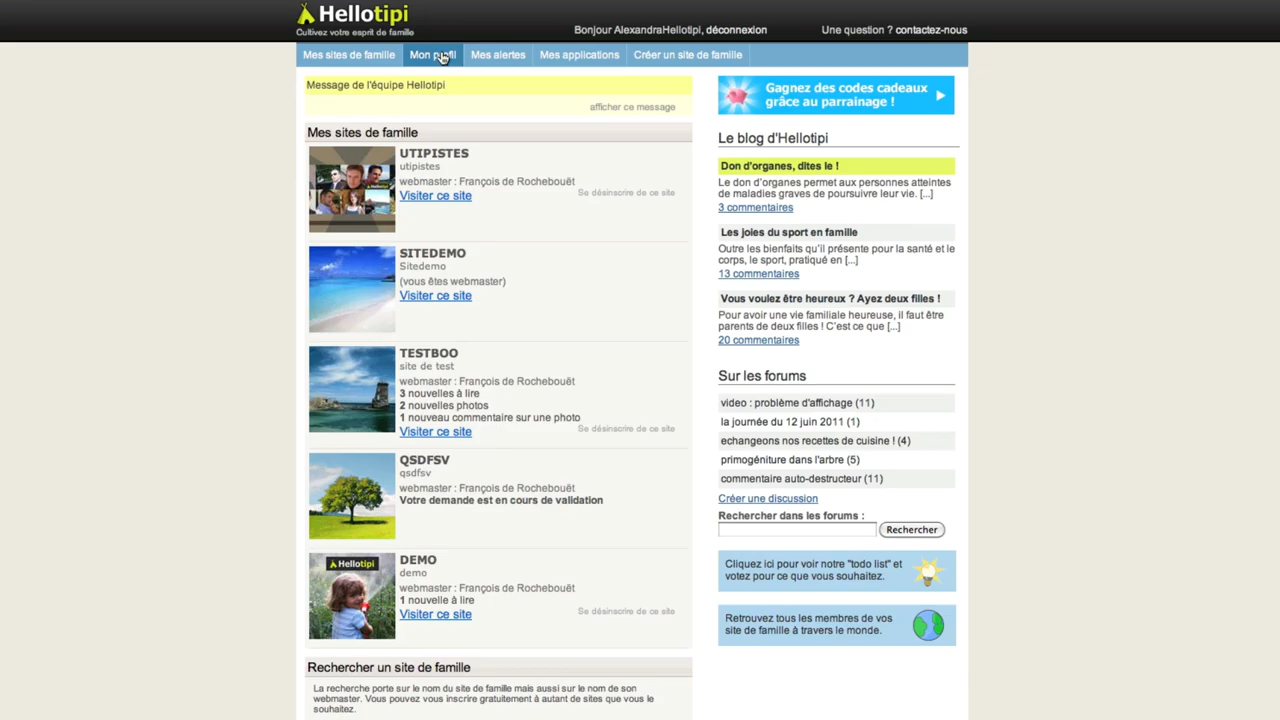 Hellotipi
Cultivez votre esprit de famille
Bonjour AlexandraHellotipi, déconnexion
Une question ? contactez-nous
Mes sites de famille
Mon profil
Mes alertes
Mes applications
Créer un site de famille
Message de l'équipe Hellotipi
afficher ce message
Mes sites de famille
UTIPISTES
utipistes
webmaster : François de Rochebouët
Se désinscrire de ce site
Visiter ce site
SITEDEMO
Sitedemo
(vous êtes webmaster)
Visiter ce site
TESTBOO
site de test
webmaster : François de Rochebouët
3 nouvelles à lire
2 nouvelles photos
1 nouveau commentaire sur une photo
Se désinscrire de ce site
Visiter ce site
QSDFSV
qsdfsv
webmaster : François de Rochebouët
Votre demande est en cours de validation
Hellotipi
DEMO
demo
webmaster : François de Rochebouët
1 nouvelle à lire
Se désinscrire de ce site
Visiter ce site
Rechercher un site de famille
La recherche porte sur le nom du site de famille mais aussi sur le nom de son
webmaster. Vous pouvez vous inscrire gratuitement à autant de sites que vous le
souhaitez.
Gagnez des codes cadeaux
grâce au parrainage !
Le blog d'Hellotipi
Don d'organes, dites le !
Le don d'organes permet aux personnes atteintes
de maladies graves de poursuivre leur vie. [...]
3 commentaires
Les joies du sport en famille
Outre les bienfaits qu'il présente pour la santé et le
corps, le sport, pratiqué en [...]
13 commentaires
Vous voulez être heureux ? Ayez deux filles !
Pour avoir une vie familiale heureuse, il faut être
parents de deux filles ! C'est ce que [...]
20 commentaires
Sur les forums
video : problème d'affichage (11)
la journée du 12 juin 2011 (1)
echangeons nos recettes de cuisine ! (4)
primogéniture dans l'arbre (5)
commentaire auto-destructeur (11)
Créer une discussion
Rechercher dans les forums :
Rechercher
Cliquez ici pour voir notre "todo list" et
votez pour ce que vous souhaitez.
Retrouvez tous les membres de vos
site de famille à travers le monde.